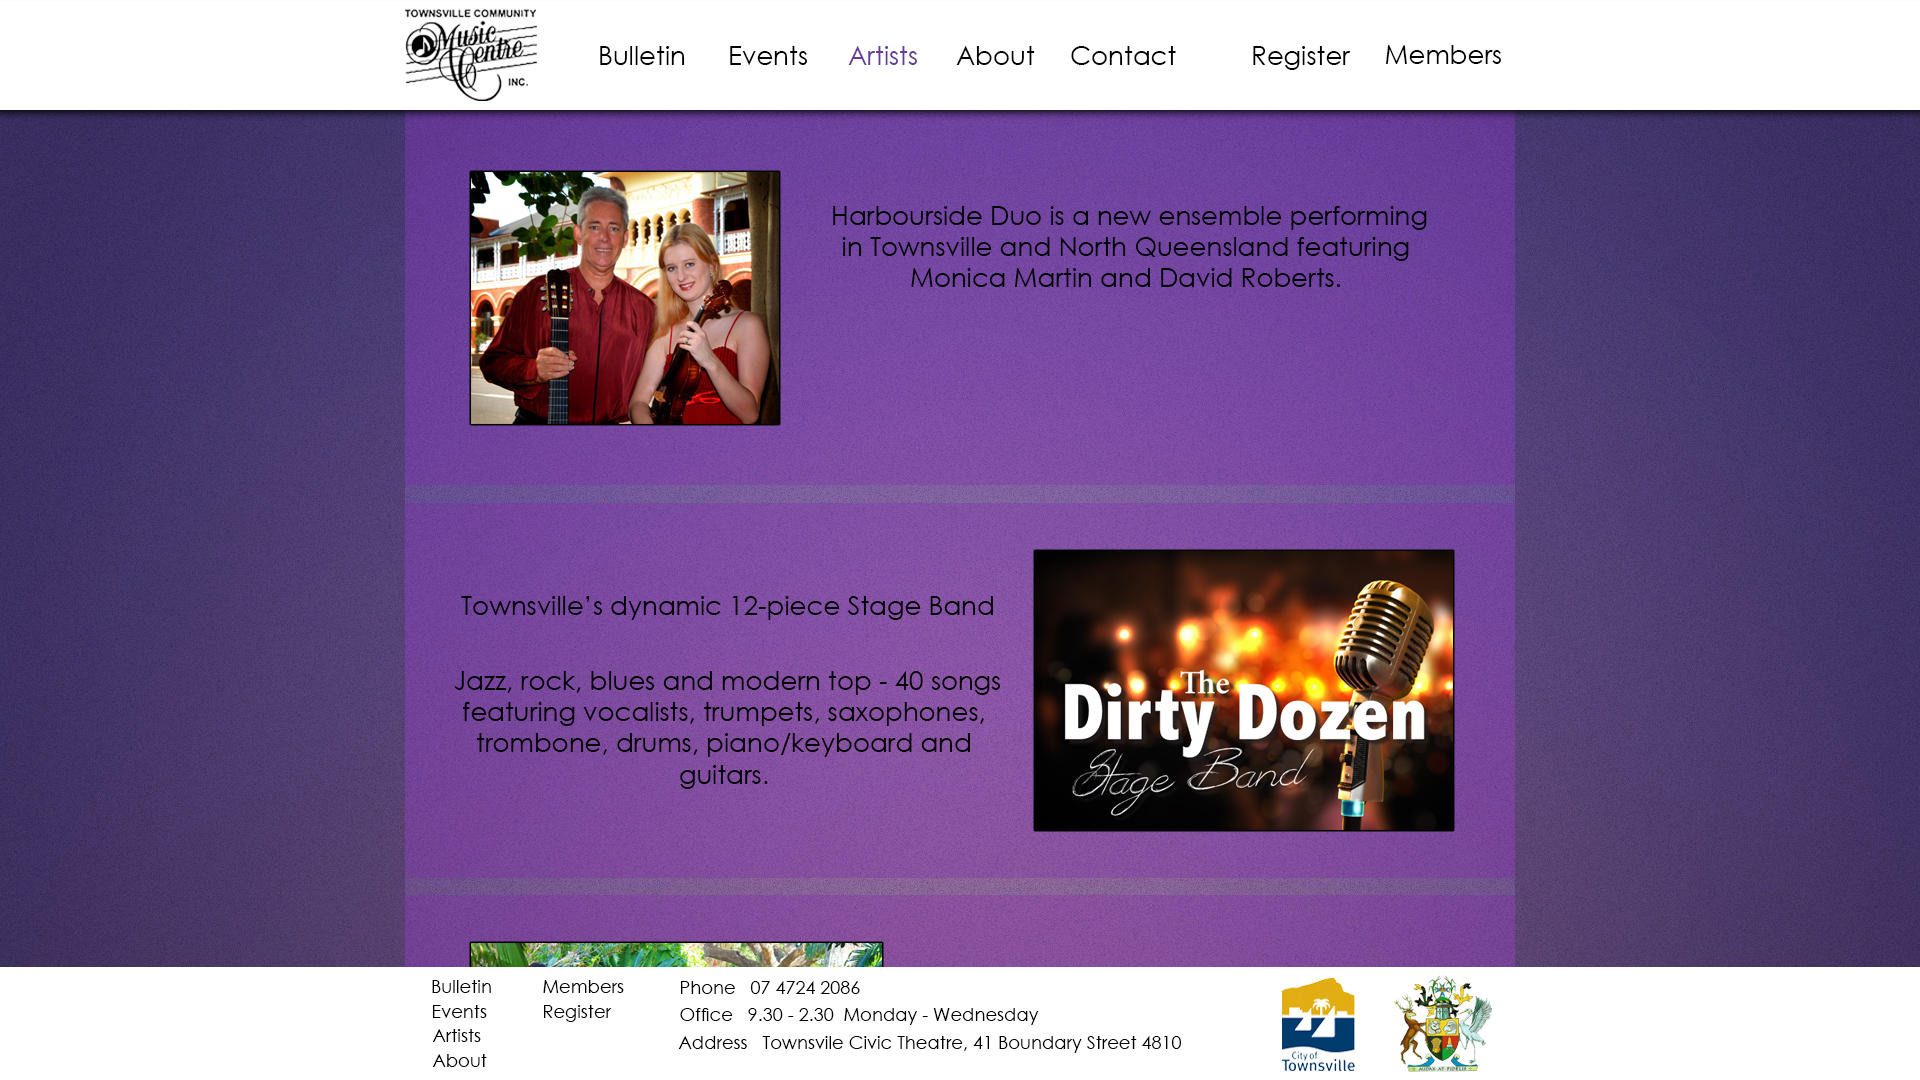 TOWNSVILLE COMMUNITY
Music
Centre
INC.
Bulletin
Events
Artists
About
Contact
Register
Members
Harbourside Duo is a new ensemble performing
in Townsville and North Queensland featuring
Monica Martin and David Roberts.
Townsville’s dynamic 12-piece Stage Band
Jazz, rock, blues and modern top - 40 songs
featuring vocalists, trumpets, saxophones,
trombone, drums, piano/keyboard and
guitars.
The
Dirty Dozen
Stage Band
Bulletin
Events
Artists
About
Members
Register
Phone 07 4724 2086
Office 9.30 - 2.30 Monday - Wednesday
Address Townsvile Civic Theatre, 41 Boundary Street 4810
City of
Townsville
AUDAX AT FIDELIS